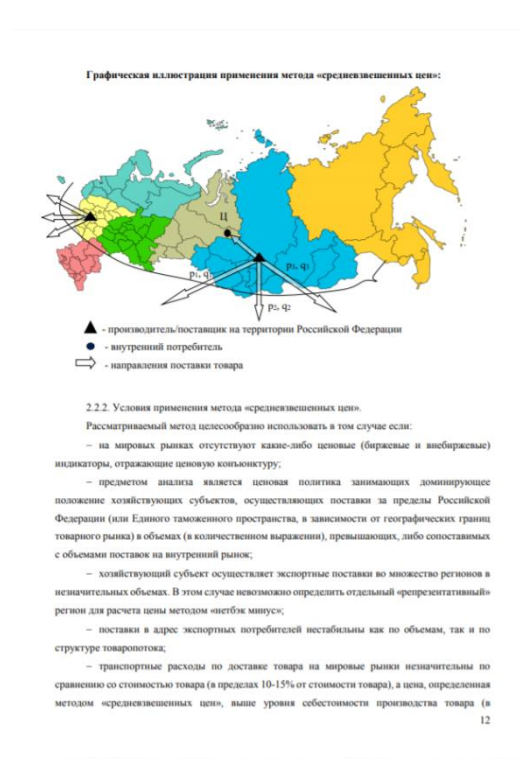 Графическая иллюстрация применения метода «средневзвешенных цен»:
Ц
p₁, q₁
p₃, q₃
p₂, q₂
- производитель/поставщик на территории Российской Федерации
- внутренний потребитель
- направления поставки товара
2.2.2. Условия применения метода «средневзвешенных цен».
Рассматриваемый метод целесообразно использовать в том случае если:
– на мировых рынках отсутствуют какие-либо ценовые (биржевые и внебиржевые)
индикаторы, отражающие ценовую конъюнктуру;
– предметом анализа является ценовая политика занимающих доминирующее
положение хозяйствующих субъектов, осуществляющих поставки за пределы Российской
Федерации (или Единого таможенного пространства, в зависимости от географических границ
товарного рынка) в объемах (в количественном выражении), превышающих, либо сопоставимых
с объемами поставок на внутренний рынок;
– хозяйствующий субъект осуществляет экспортные поставки во множество регионов в
незначительных объемах. В этом случае невозможно определить отдельный «репрезентативный»
регион для расчета цены методом «нетбэк минус»;
– поставки в адрес экспортных потребителей нестабильны как по объемам, так и по
структуре товаропотока;
– транспортные расходы по доставке товара на мировые рынки незначительны по
сравнению со стоимостью товара (в пределах 10-15% от стоимости товара), а цена, определенная
методом «средневзвешенных цен», выше уровня себестоимости производства товара (в
12